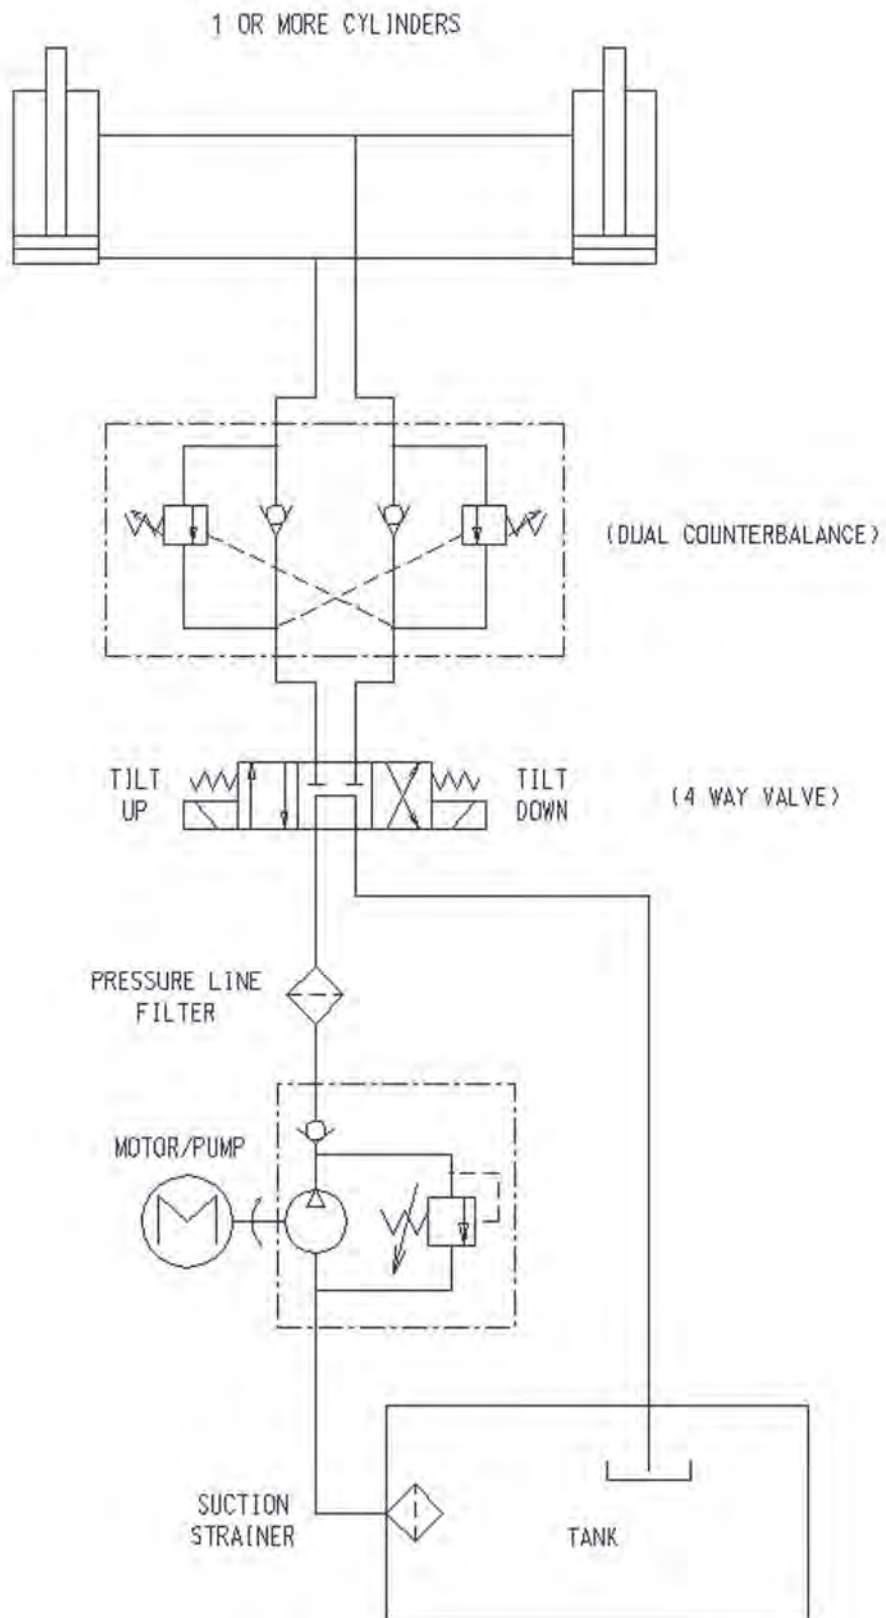 1 OR MORE CYLINDERS
(DUAL COUNTERBALANCE)
TILT
UP
TILT
DOWN
(4 WAY VALVE)
PRESSURE LINE
FILTER
MOTOR/PUMP
M
SUCTION
STRAINER
TANK